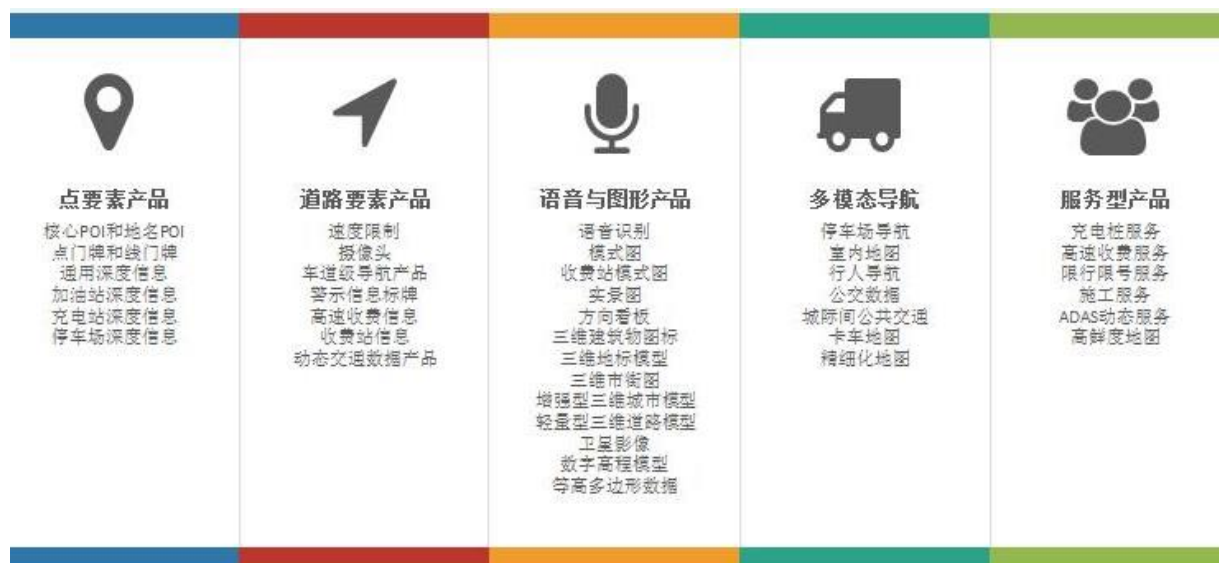 点要素产品
核心POI和地名POI
点门牌和线门牌
通用深度信息
加油站深度信息
充电站深度信息
停车场深度信息
道路要素产品
速度限制
摄像头
车道级导航产品
警示信息标牌
高速收费信息
收费站信息
动态交通数据产品
语音与图形产品
语音识别
模式图
收费站模式图
实景图
方向看板
三维建筑物图标
三维地标模型
三维市街图
增强型三维城市模型
轻量型三维道路模型
卫星影像
数字高程模型
等高多边形数据
多模态导航
停车场导航
室内地图
行人导航
公交数据
城际间公共交通
卡车地图
精细化地图
服务型产品
充电桩服务
高速收费服务
限行限号服务
施工服务
ADAS动态服务
高鲜度地图